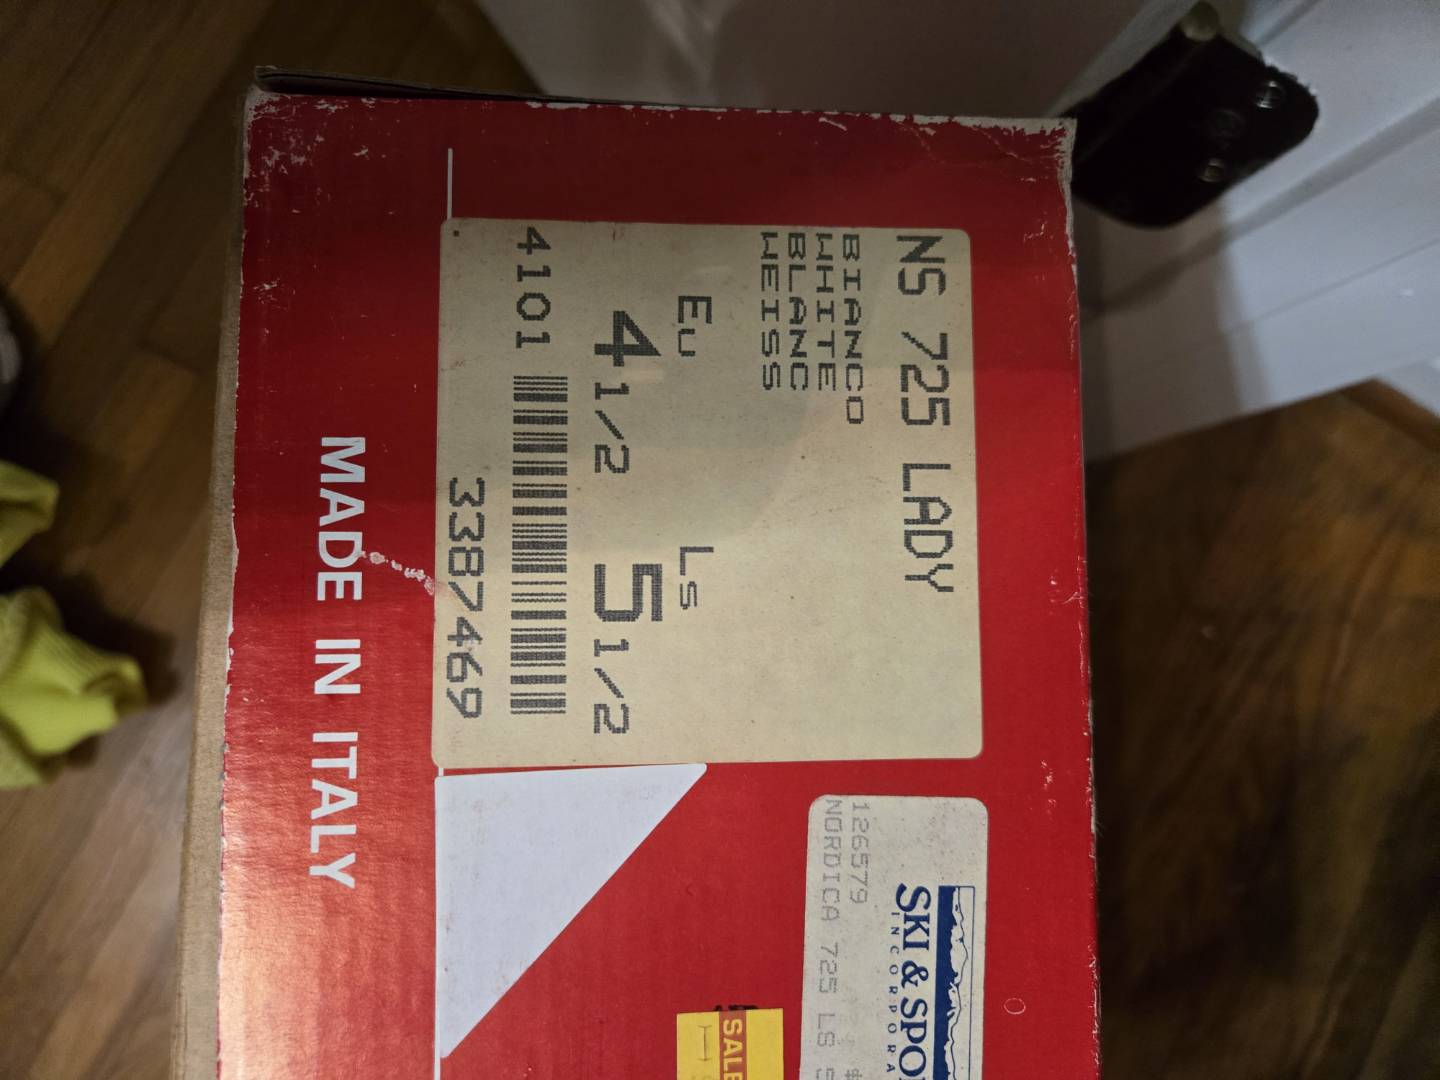 NS 725 LADY
BIANCO
WHITE
BLANC
WEISS
Eu Ls
4 1/2 5 1/2
4101
3387469
MADE IN ITALY
SKI & SPO
INCORPORA
126579
NORDICA 725 LS
SALE